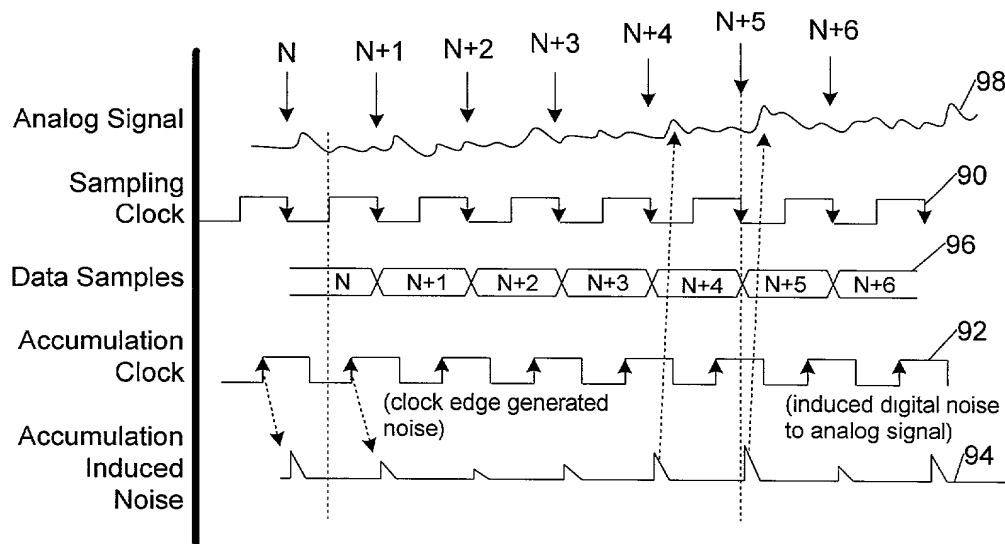 N
N+1
N+2
N+3
N+4
N+5
N+6
Analog Signal
98
Sampling
Clock
90
Data Samples
N
N+1
N+2
N+3
N+4
N+5
N+6
96
Accumulation
Clock
92
(clock edge generated
noise)
(induced digital noise
to analog signal)
Accumulation
Induced
Noise
94